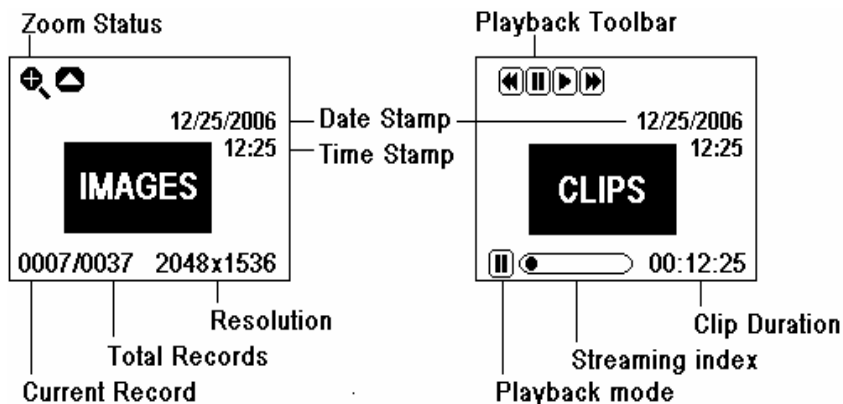 Zoom Status
Playback Toolbar
12/25/2006
Date Stamp
12/25/2006
12:25
Time Stamp
12:25
IMAGES
CLIPS
0007/0037 2048x1536
00:12:25
Resolution
Clip Duration
Total Records
Streaming index
Current Record
Playback mode